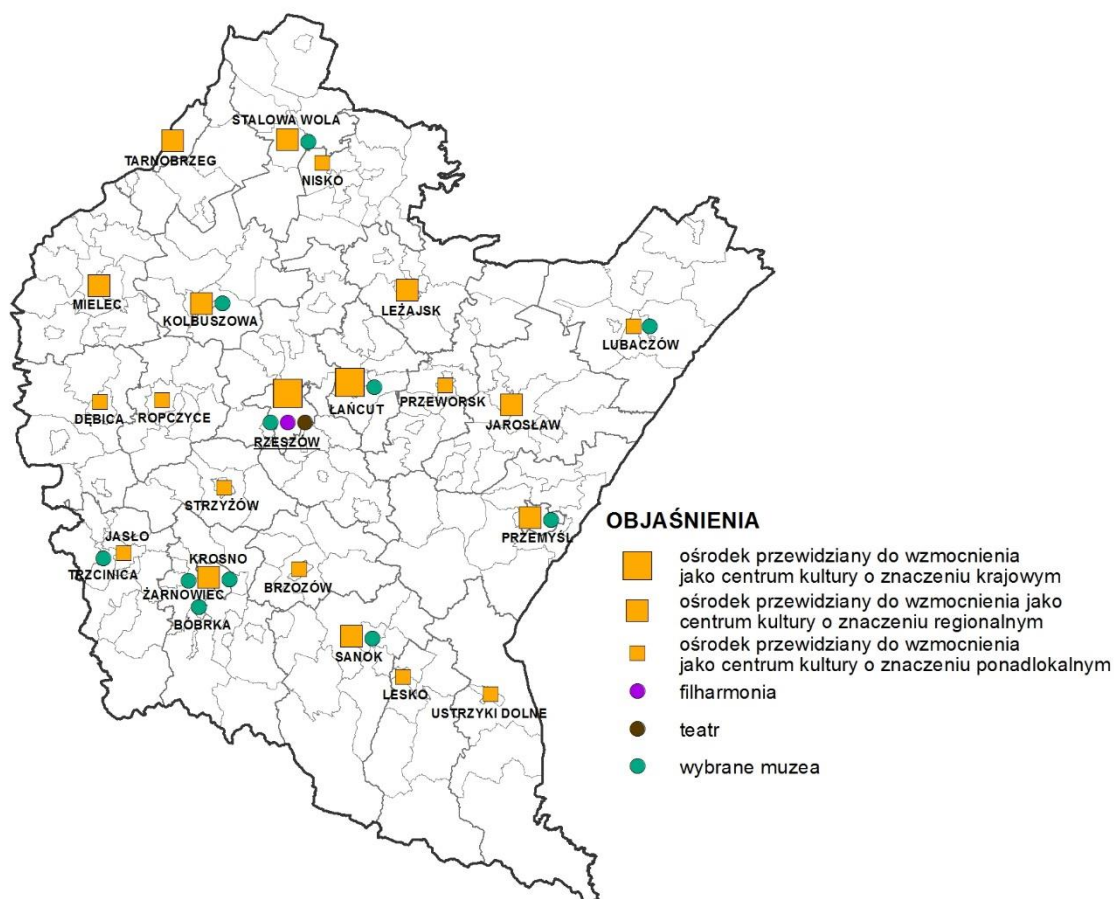 STALOWA WOLA
TARNOBRZEG
NISKO
MIELEC
KOLBUSZOWA
LEŻAJSK
LUBACZÓW
DĘBICA
ROPCZYCE
ŁAŃCUT
PRZEWORSK
JAROSŁAW
RZESZÓW
STRZYŻÓW
PRZEMYŚL
JASŁO
TRZCINICA
KROSNO
ŻARNOWIEC
BÓBRKA
BRZOZÓW
SANOK
LESKO
USTRZYKI DOLNE
OBJAŚNIENIA
ośrodek przewidziany do wzmocnienia
jako centrum kultury o znaczeniu krajowym
ośrodek przewidziany do wzmocnienia jako
centrum kultury o znaczeniu regionalnym
ośrodek przewidziany do wzmocnienia
jako centrum kultury o znaczeniu ponadlokalnym
filharmonia
teatr
wybrane muzea